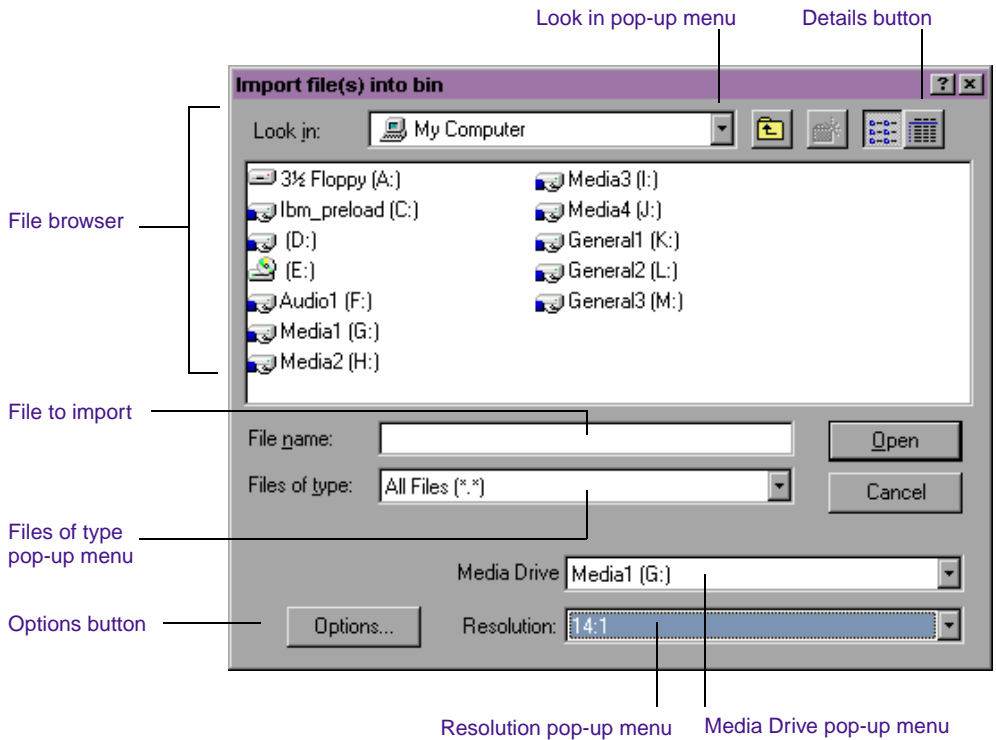 Look in pop-up menu
Details button
Import file(s) into bin
Look in:
My Computer
3½ Floppy (A:)
Ibm_preload (C:)
(D:)
(E:)
Audio1 (F:)
Media1 (G:)
Media2 (H:)
Media3 (I:)
Media4 (J:)
General1 (K:)
General2 (L:)
General3 (M:)
File browser
File to import
File name:
Open
Files of type:
All Files (*.*)
Cancel
Files of type
pop-up menu
Media Drive
Media1 (G:)
Options button
Options...
Resolution:
14:1
Resolution pop-up menu
Media Drive pop-up menu